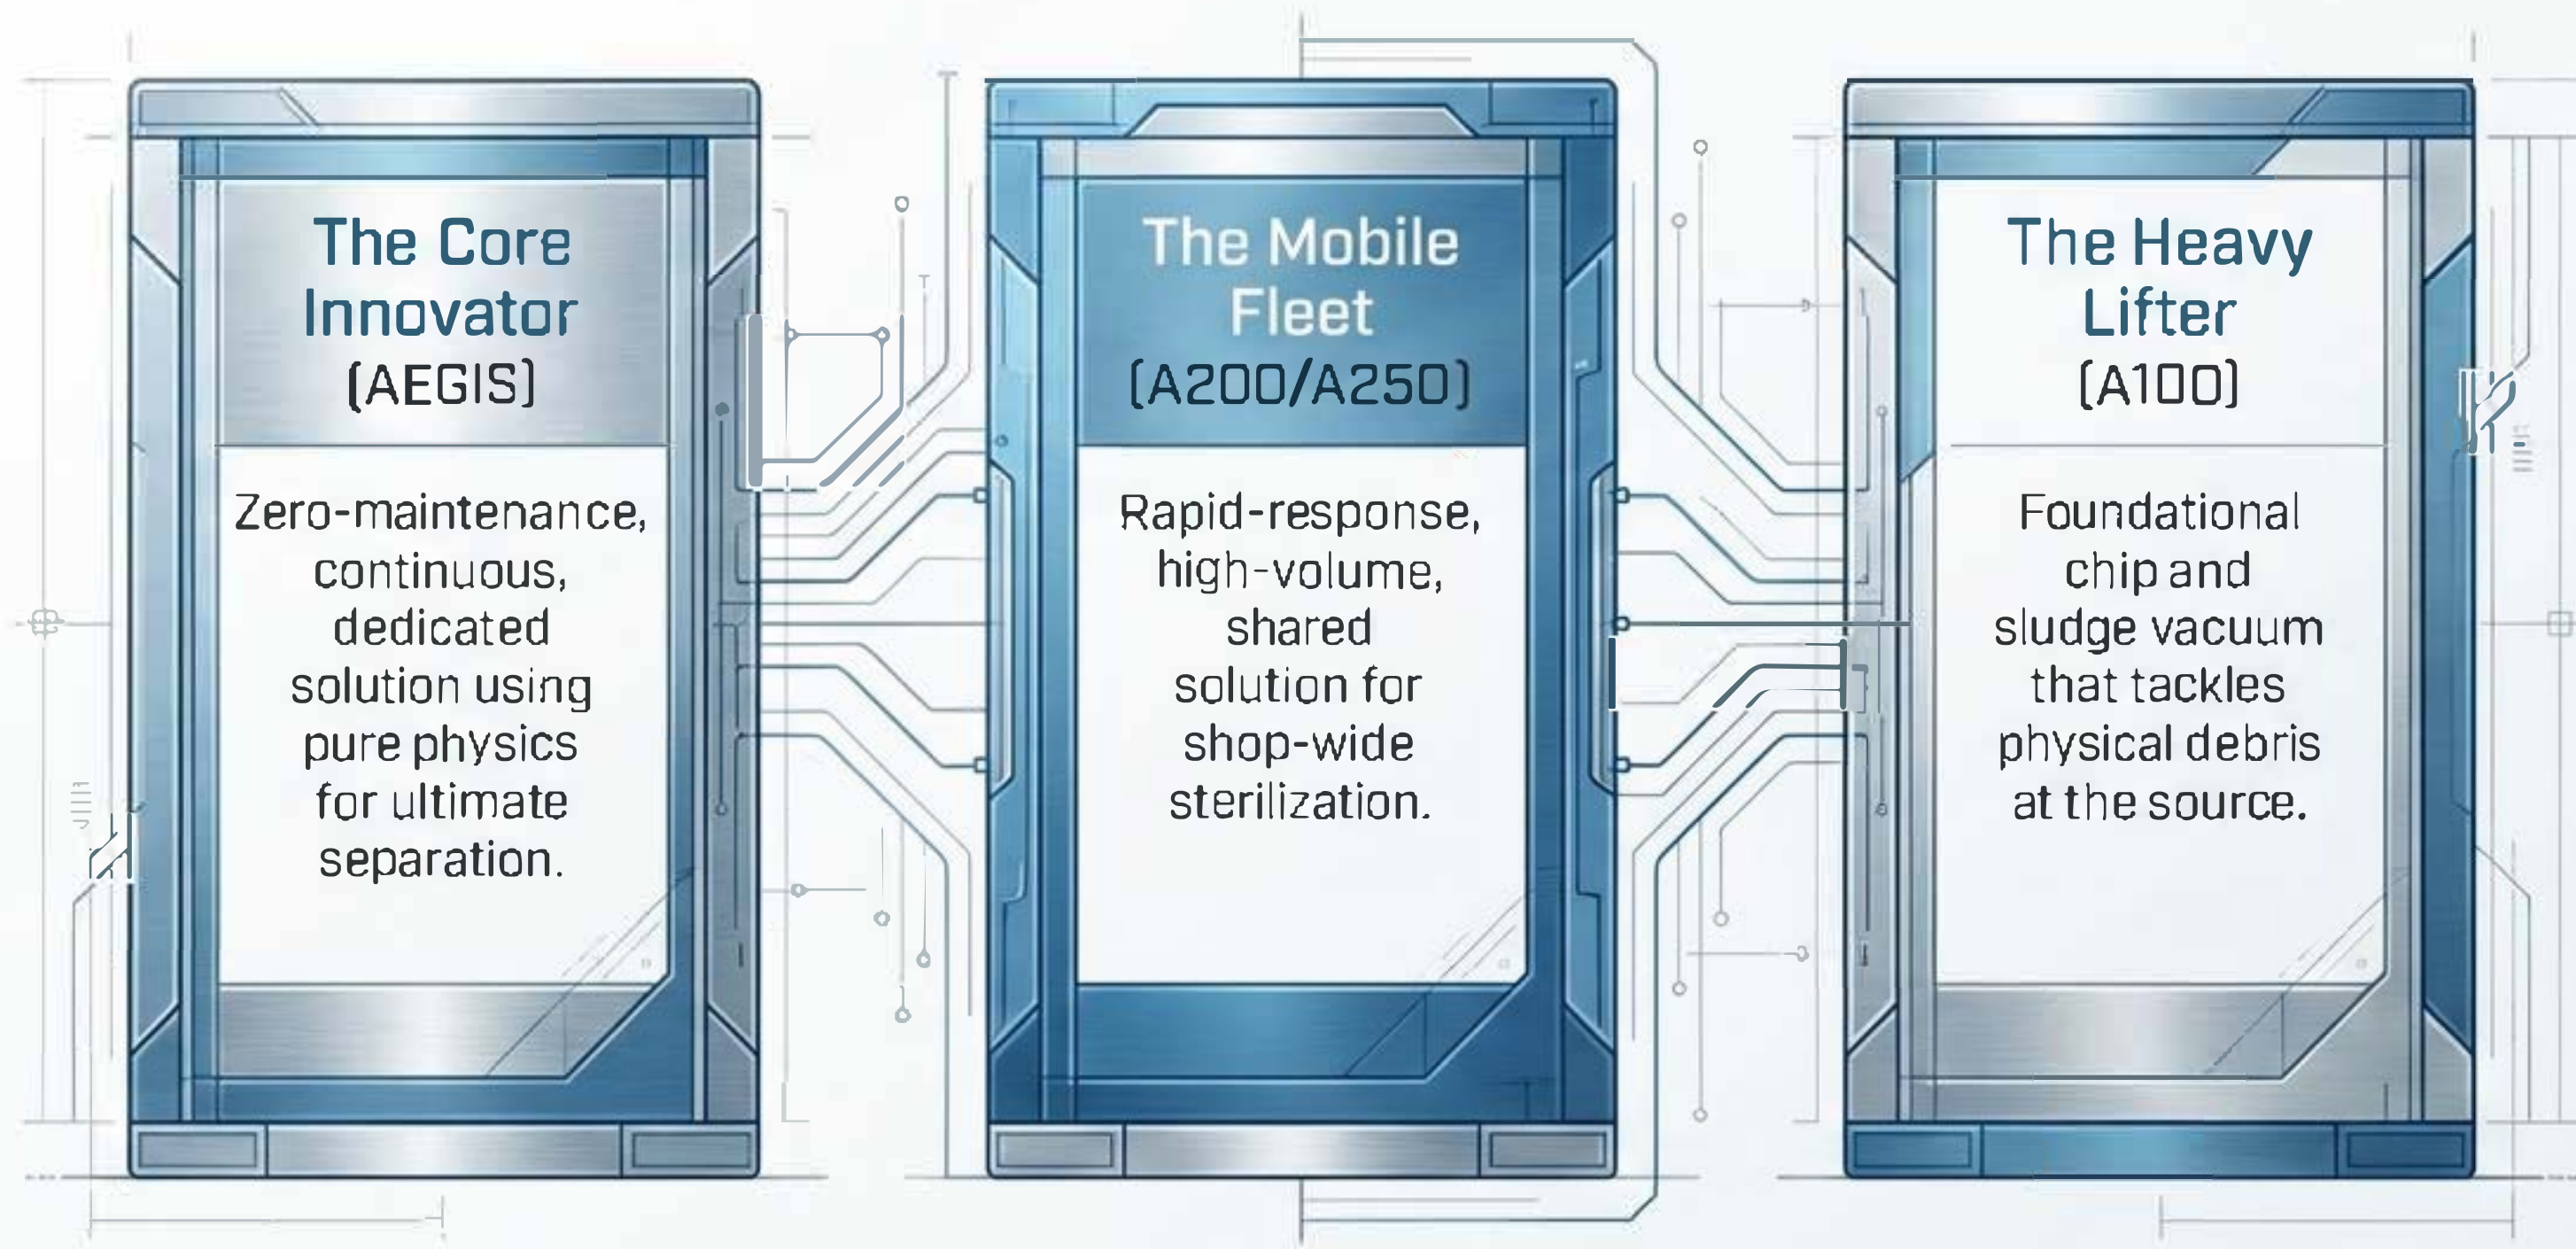 The Core
Innovator
(AEGIS)
Zero-maintenance,
continuous,
dedicated
solution using
pure physics
for ultimate
separation.
The Mobile
Fleet
(A200/A250)
Rapid-response,
high-volume,
shared
solution for
shop-wide
sterilization.
The Heavy
Lifter
(A100)
Foundational
chip and
sludge vacuum
that tackles
physical debris
at the source.